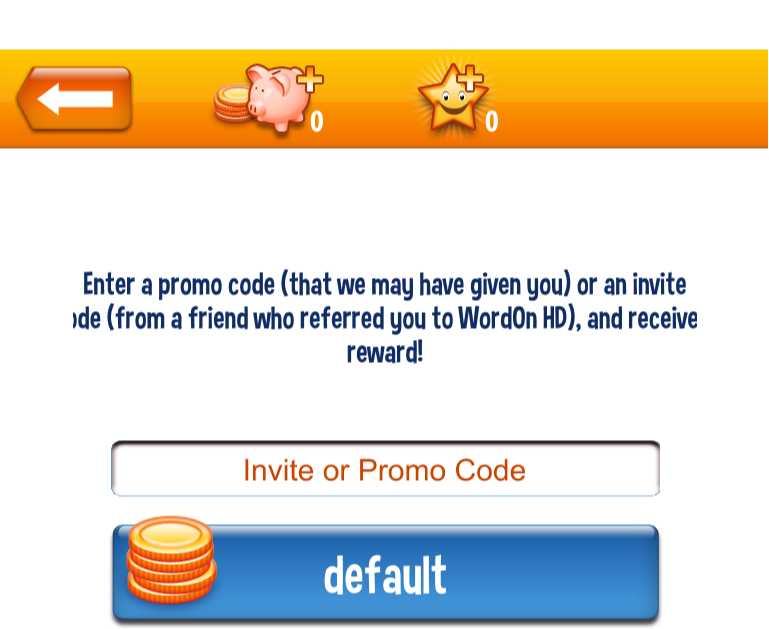 0 0
Enter a promo code (that we may have given you) or an invite
de (from a friend who referred you to WordOn HD), and receive
reward!
Invite or Promo Code
default